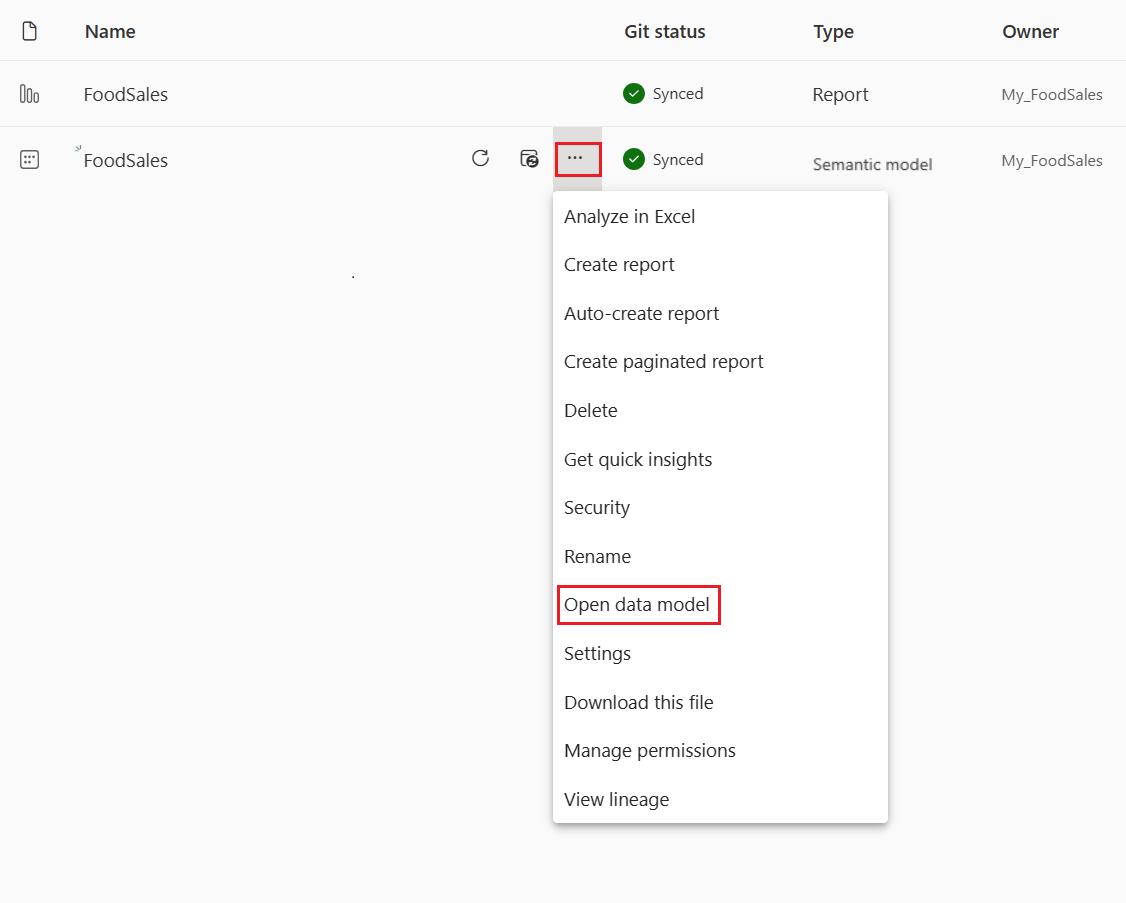 Name Git status Type Owner
FoodSales Synced Report My_FoodSales
FoodSales ... Synced Semantic model My_FoodSales
Analyze in Excel
Create report
Auto-create report
Create paginated report
Delete
Get quick insights
Security
Rename
Open data model
Settings
Download this file
Manage permissions
View lineage